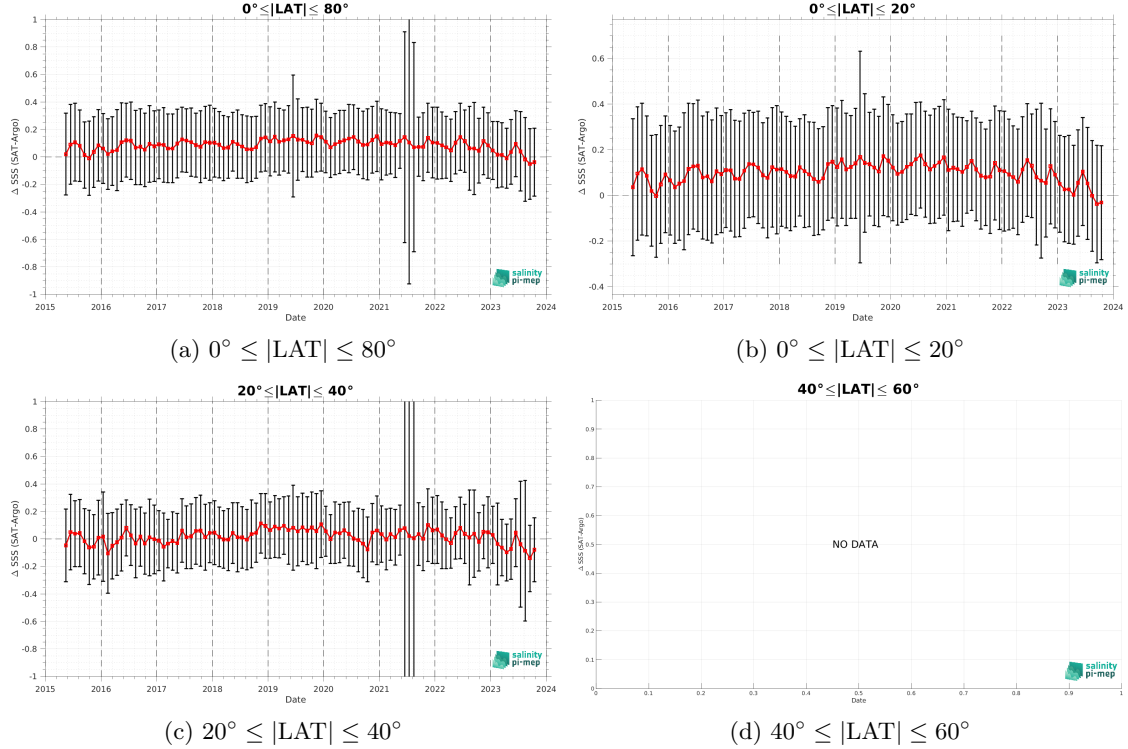 0°≤|LAT|≤ 80°
Δ SSS (SAT-Argo)
1
0.8
0.6
0.4
0.2
0
-0.2
-0.4
-0.6
-0.8
-1
2015 2016 2017 2018 2019 2020 2021 2022 2023 2024
Date
salinity
pi-mep
(a) 0° ≤ |LAT| ≤ 80°
0°≤|LAT|≤ 20°
Δ SSS (SAT-Argo)
0.6
0.4
0.2
0
-0.2
-0.4
2015 2016 2017 2018 2019 2020 2021 2022 2023 2024
Date
salinity
pi-mep
(b) 0° ≤ |LAT| ≤ 20°
20°≤|LAT|≤ 40°
Δ SSS (SAT-Argo)
1
0.8
0.6
0.4
0.2
0
-0.2
-0.4
-0.6
-0.8
-1
2015 2016 2017 2018 2019 2020 2021 2022 2023 2024
Date
salinity
pi-mep
(c) 20° ≤ |LAT| ≤ 40°
40°≤|LAT|≤ 60°
Δ SSS (SAT-Argo)
1
0.9
0.8
0.7
0.6
0.5
0.4
0.3
0.2
0.1
0
NO DATA
0 0.1 0.2 0.3 0.4 0.5 0.6 0.7 0.8 0.9 1
Date
salinity
pi-mep
(d) 40° ≤ |LAT| ≤ 60°